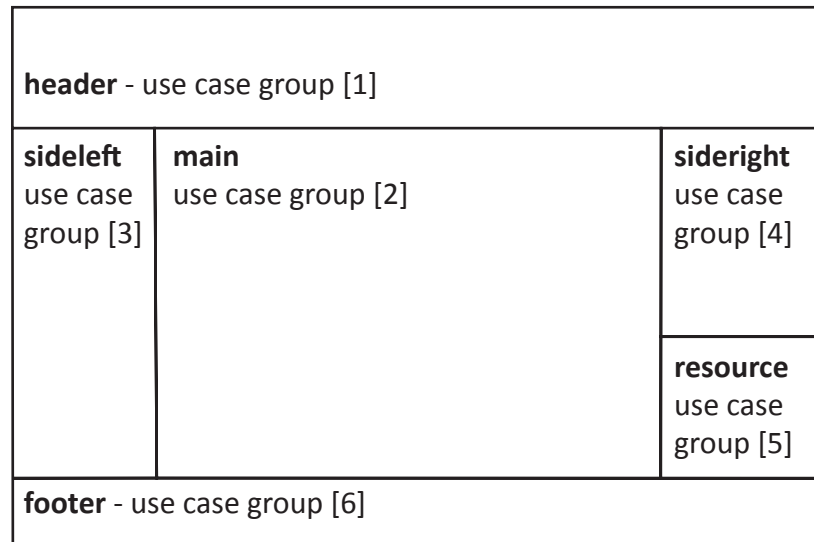 header - use case group [1]
sideleft
use case
group [3]
main
use case group [2]
sideright
use case
group [4]
resource
use case
group [5]
footer - use case group [6]